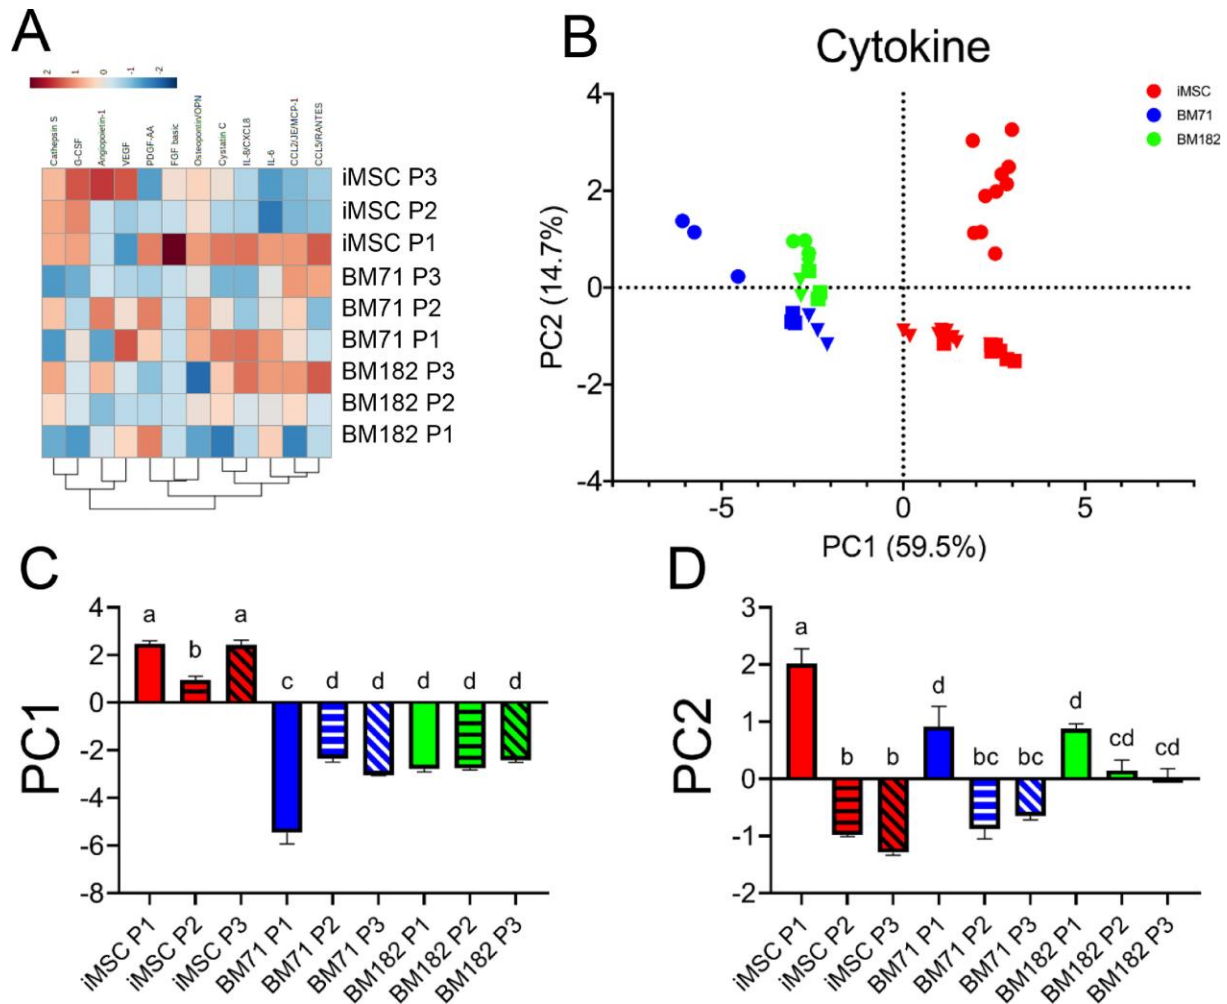 A
2
1
0
-1
-2
Cathepsin S
G-CSF
Angiopoietin-1
VEGF
PDGF-AA
FGF basic
Osteopontin/OPN
Cystatin C
IL-8/CXCL8
IL-6
CCL2/JE/MCP-1
CCL5/RANTES
iMSC P3
iMSC P2
iMSC P1
BM71 P3
BM71 P2
BM71 P1
BM182 P3
BM182 P2
BM182 P1
B
Cytokine
iMSC
BM71
BM182
PC2 (14.7%)
4
2
0
-2
-4
-5
0
5
PC1 (59.5%)
C
PC1
4
2
0
-2
-4
-6
-8
a
b
a
c
d
d
d
d
d
iMSC P1
iMSC P2
iMSC P3
BM71 P1
BM71 P2
BM71 P3
BM182 P1
BM182 P2
BM182 P3
D
PC2
3
2
1
0
-1
-2
a
b
b
d
bc
bc
d
cd
cd
iMSC P1
iMSC P2
iMSC P3
BM71 P1
BM71 P2
BM71 P3
BM182 P1
BM182 P2
BM182 P3